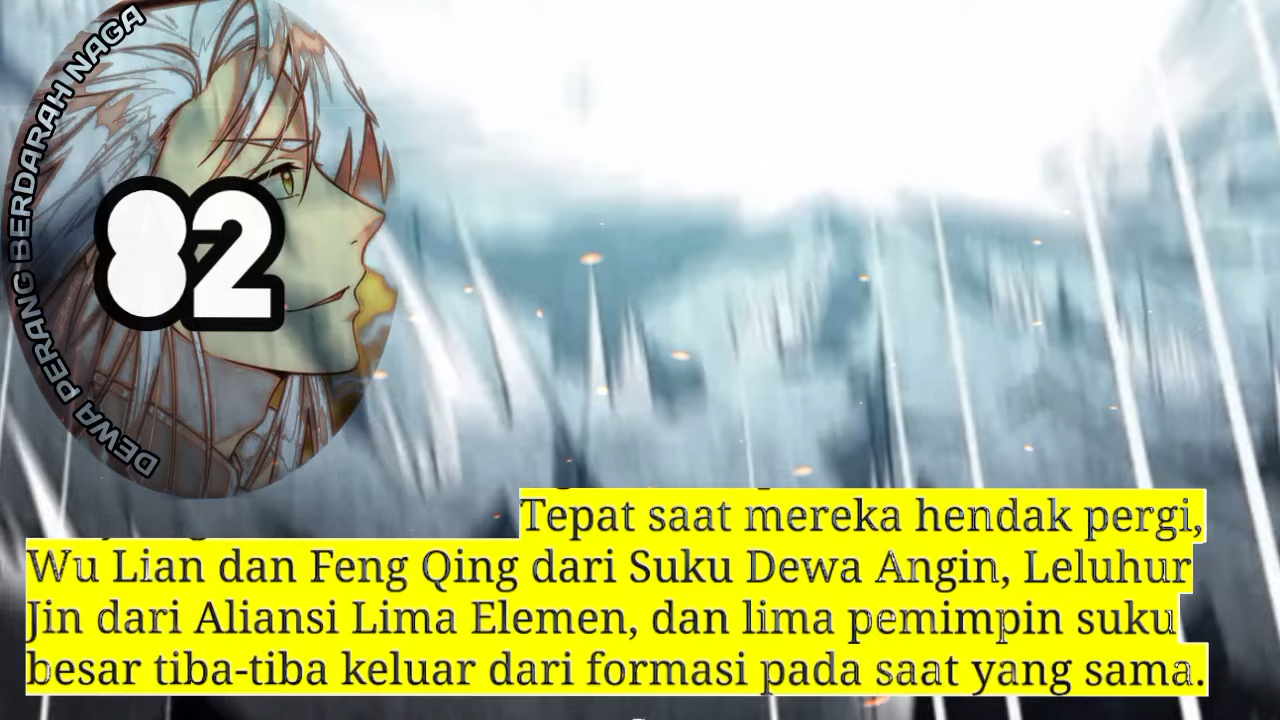 DEWA PERANG BERDARAH NAGA
82
Tepat saat mereka hendak pergi,
Wu Lian dan Feng Qing dari Suku Dewa Angin, Leluhur
Jin dari Aliansi Lima Elemen, dan lima pemimpin suku
besar tiba-tiba keluar dari formasi pada saat yang sama.